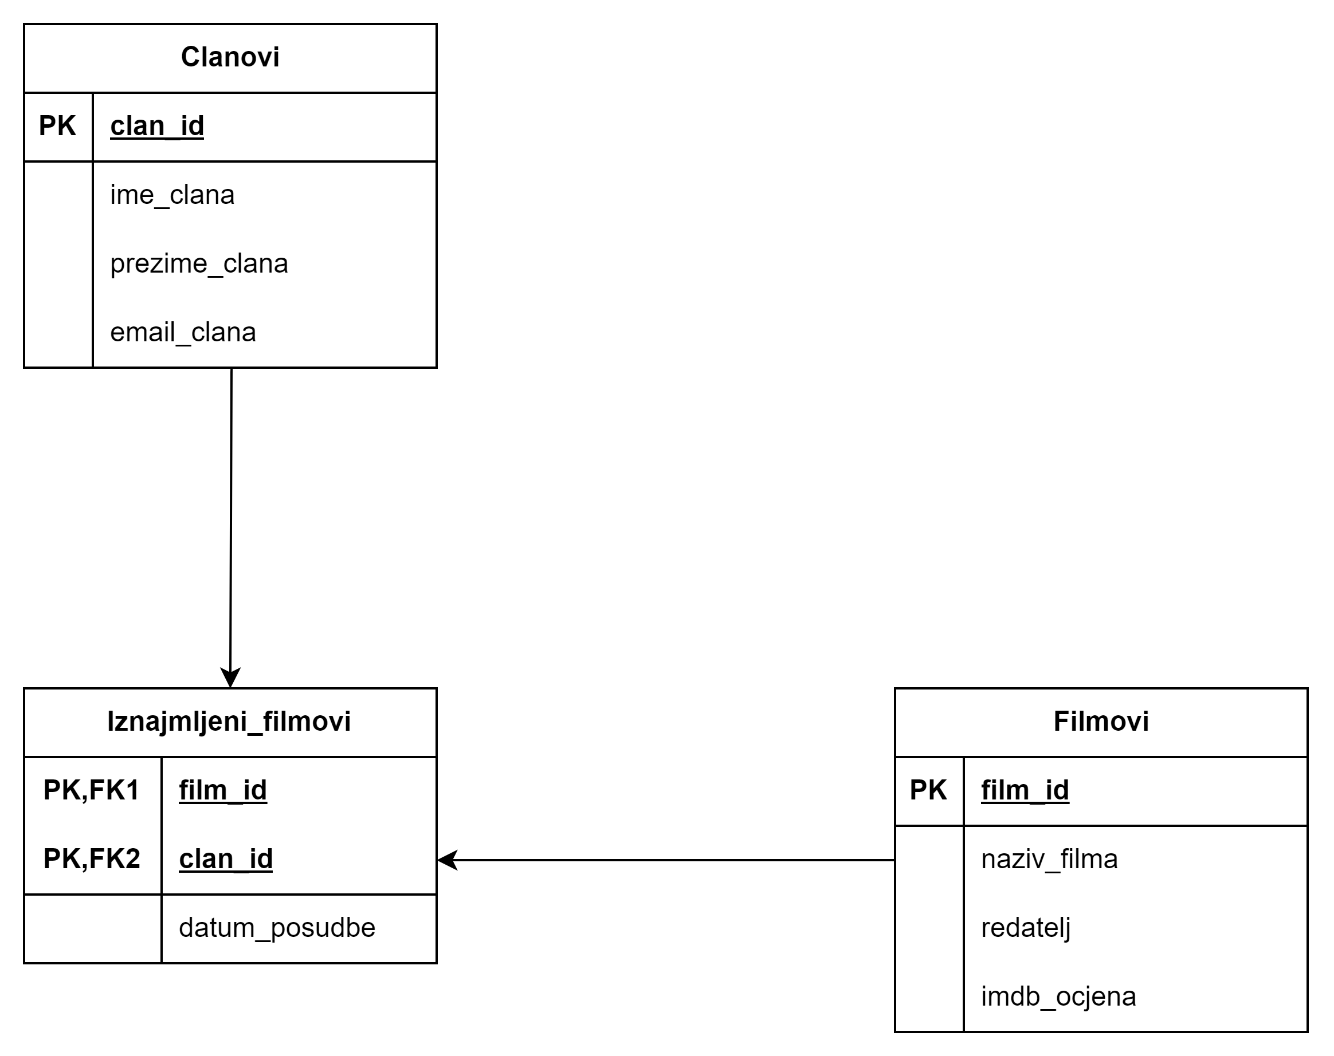 Clanovi
PK clan_id
ime_clana
prezime_clana
email_clana
Iznajmljeni_filmovi
PK,FK1 film_id
PK,FK2 clan_id
datum_posudbe
Filmovi
PK film_id
naziv_filma
redatelj
imdb_ocjena